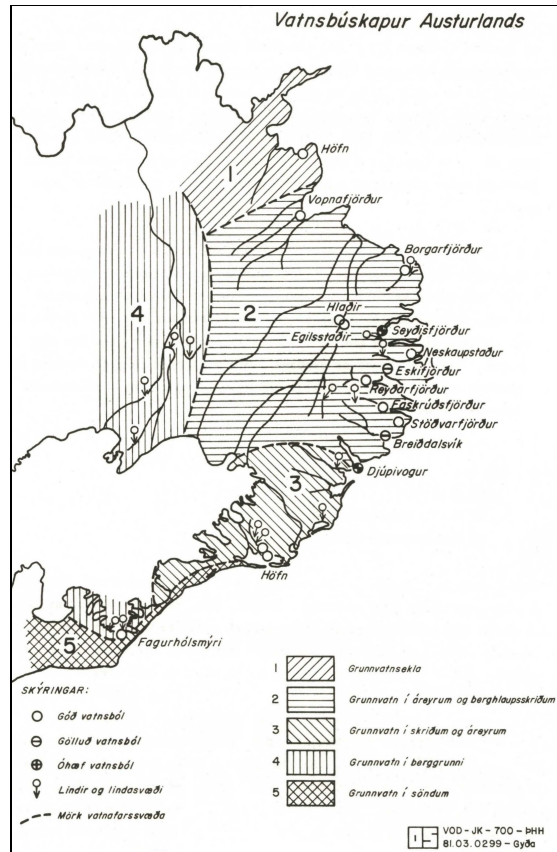 Vatnsbúskapur Austurlands
Höfn
1
Vopnafjörður
Borgarfjörður
4
2
Hlaðir
Seyðisfjörður
Egilsstaðir
Neskaupstaður
Eskifjörður
Reyðarfjörður
Fáskrúðsfjörður
Stöðvarfjörður
Breiðdalsvík
3
Djúpivogur
Höfn
5
Fagurhólsmýri
SKÝRINGAR:
Góð vatnsból
Gölluð vatnsból
Óhæf vatnsból
Lindir og lindasvæði
Mörk vatnafarssvæða
1 Grunnvatnsekla
2 Grunnvatn í áreyrum og berghlaupsskriðum
3 Grunnvatn í skriðum og áreyrum
4 Grunnvatn í berggrunni
5 Grunnvatn í söndum
VOD-JK-700-ÞHH
81.03.0299-Gyða